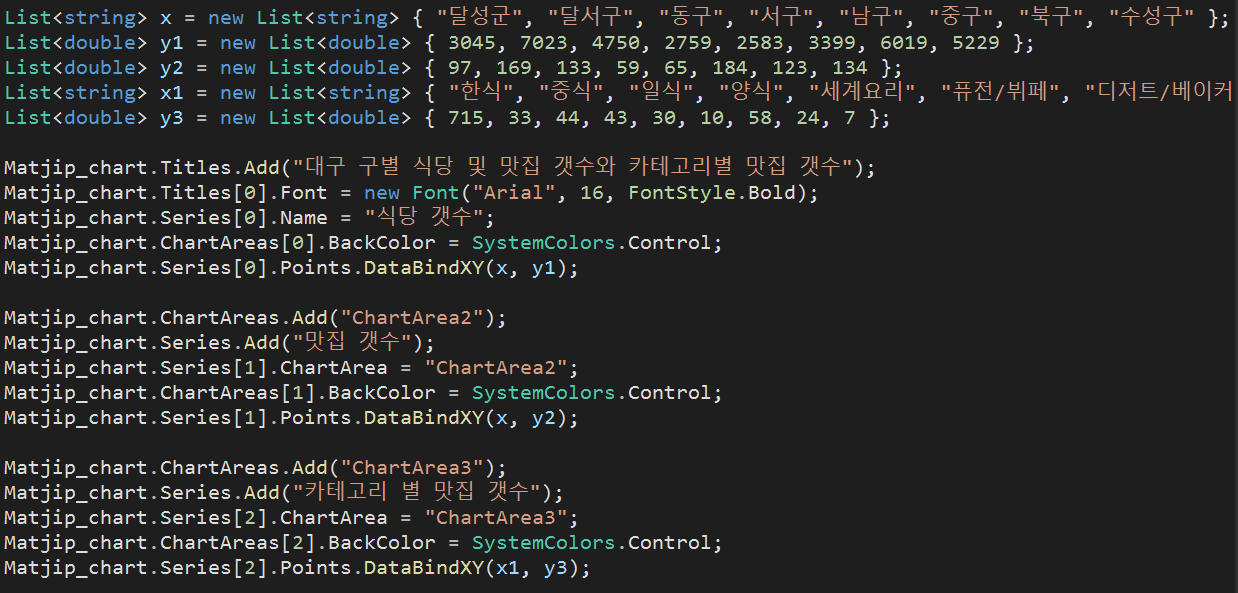 List<string> x = new List<string> { "달성군", "달서구", "동구", "서구", "남구", "중구", "북구", "수성구" };
List<double> y1 = new List<double> { 3045, 7023, 4750, 2759, 2583, 3399, 6019, 5229 };
List<double> y2 = new List<double> { 97, 169, 133, 59, 65, 184, 123, 134 };
List<string> x1 = new List<string> { "한식", "중식", "일식", "양식", "세계요리", "퓨전/뷔페", "디저트/베이커
List<double> y3 = new List<double> { 715, 33, 44, 43, 30, 10, 58, 24, 7 };
Matjip_chart.Titles.Add("대구 구별 식당 및 맛집 갯수와 카테고리별 맛집 갯수");
Matjip_chart.Titles[0].Font = new Font("Arial", 16, FontStyle.Bold);
Matjip_chart.Series[0].Name = "식당 갯수";
Matjip_chart.ChartAreas[0].BackColor = SystemColors.Control;
Matjip_chart.Series[0].Points.DataBindXY(x, y1);
Matjip_chart.ChartAreas.Add("ChartArea2");
Matjip_chart.Series.Add("맛집 갯수");
Matjip_chart.Series[1].ChartArea = "ChartArea2";
Matjip_chart.ChartAreas[1].BackColor = SystemColors.Control;
Matjip_chart.Series[1].Points.DataBindXY(x, y2);
Matjip_chart.ChartAreas.Add("ChartArea3");
Matjip_chart.Series.Add("카테고리 별 맛집 갯수");
Matjip_chart.Series[2].ChartArea = "ChartArea3";
Matjip_chart.ChartAreas[2].BackColor = SystemColors.Control;
Matjip_chart.Series[2].Points.DataBindXY(x1, y3);